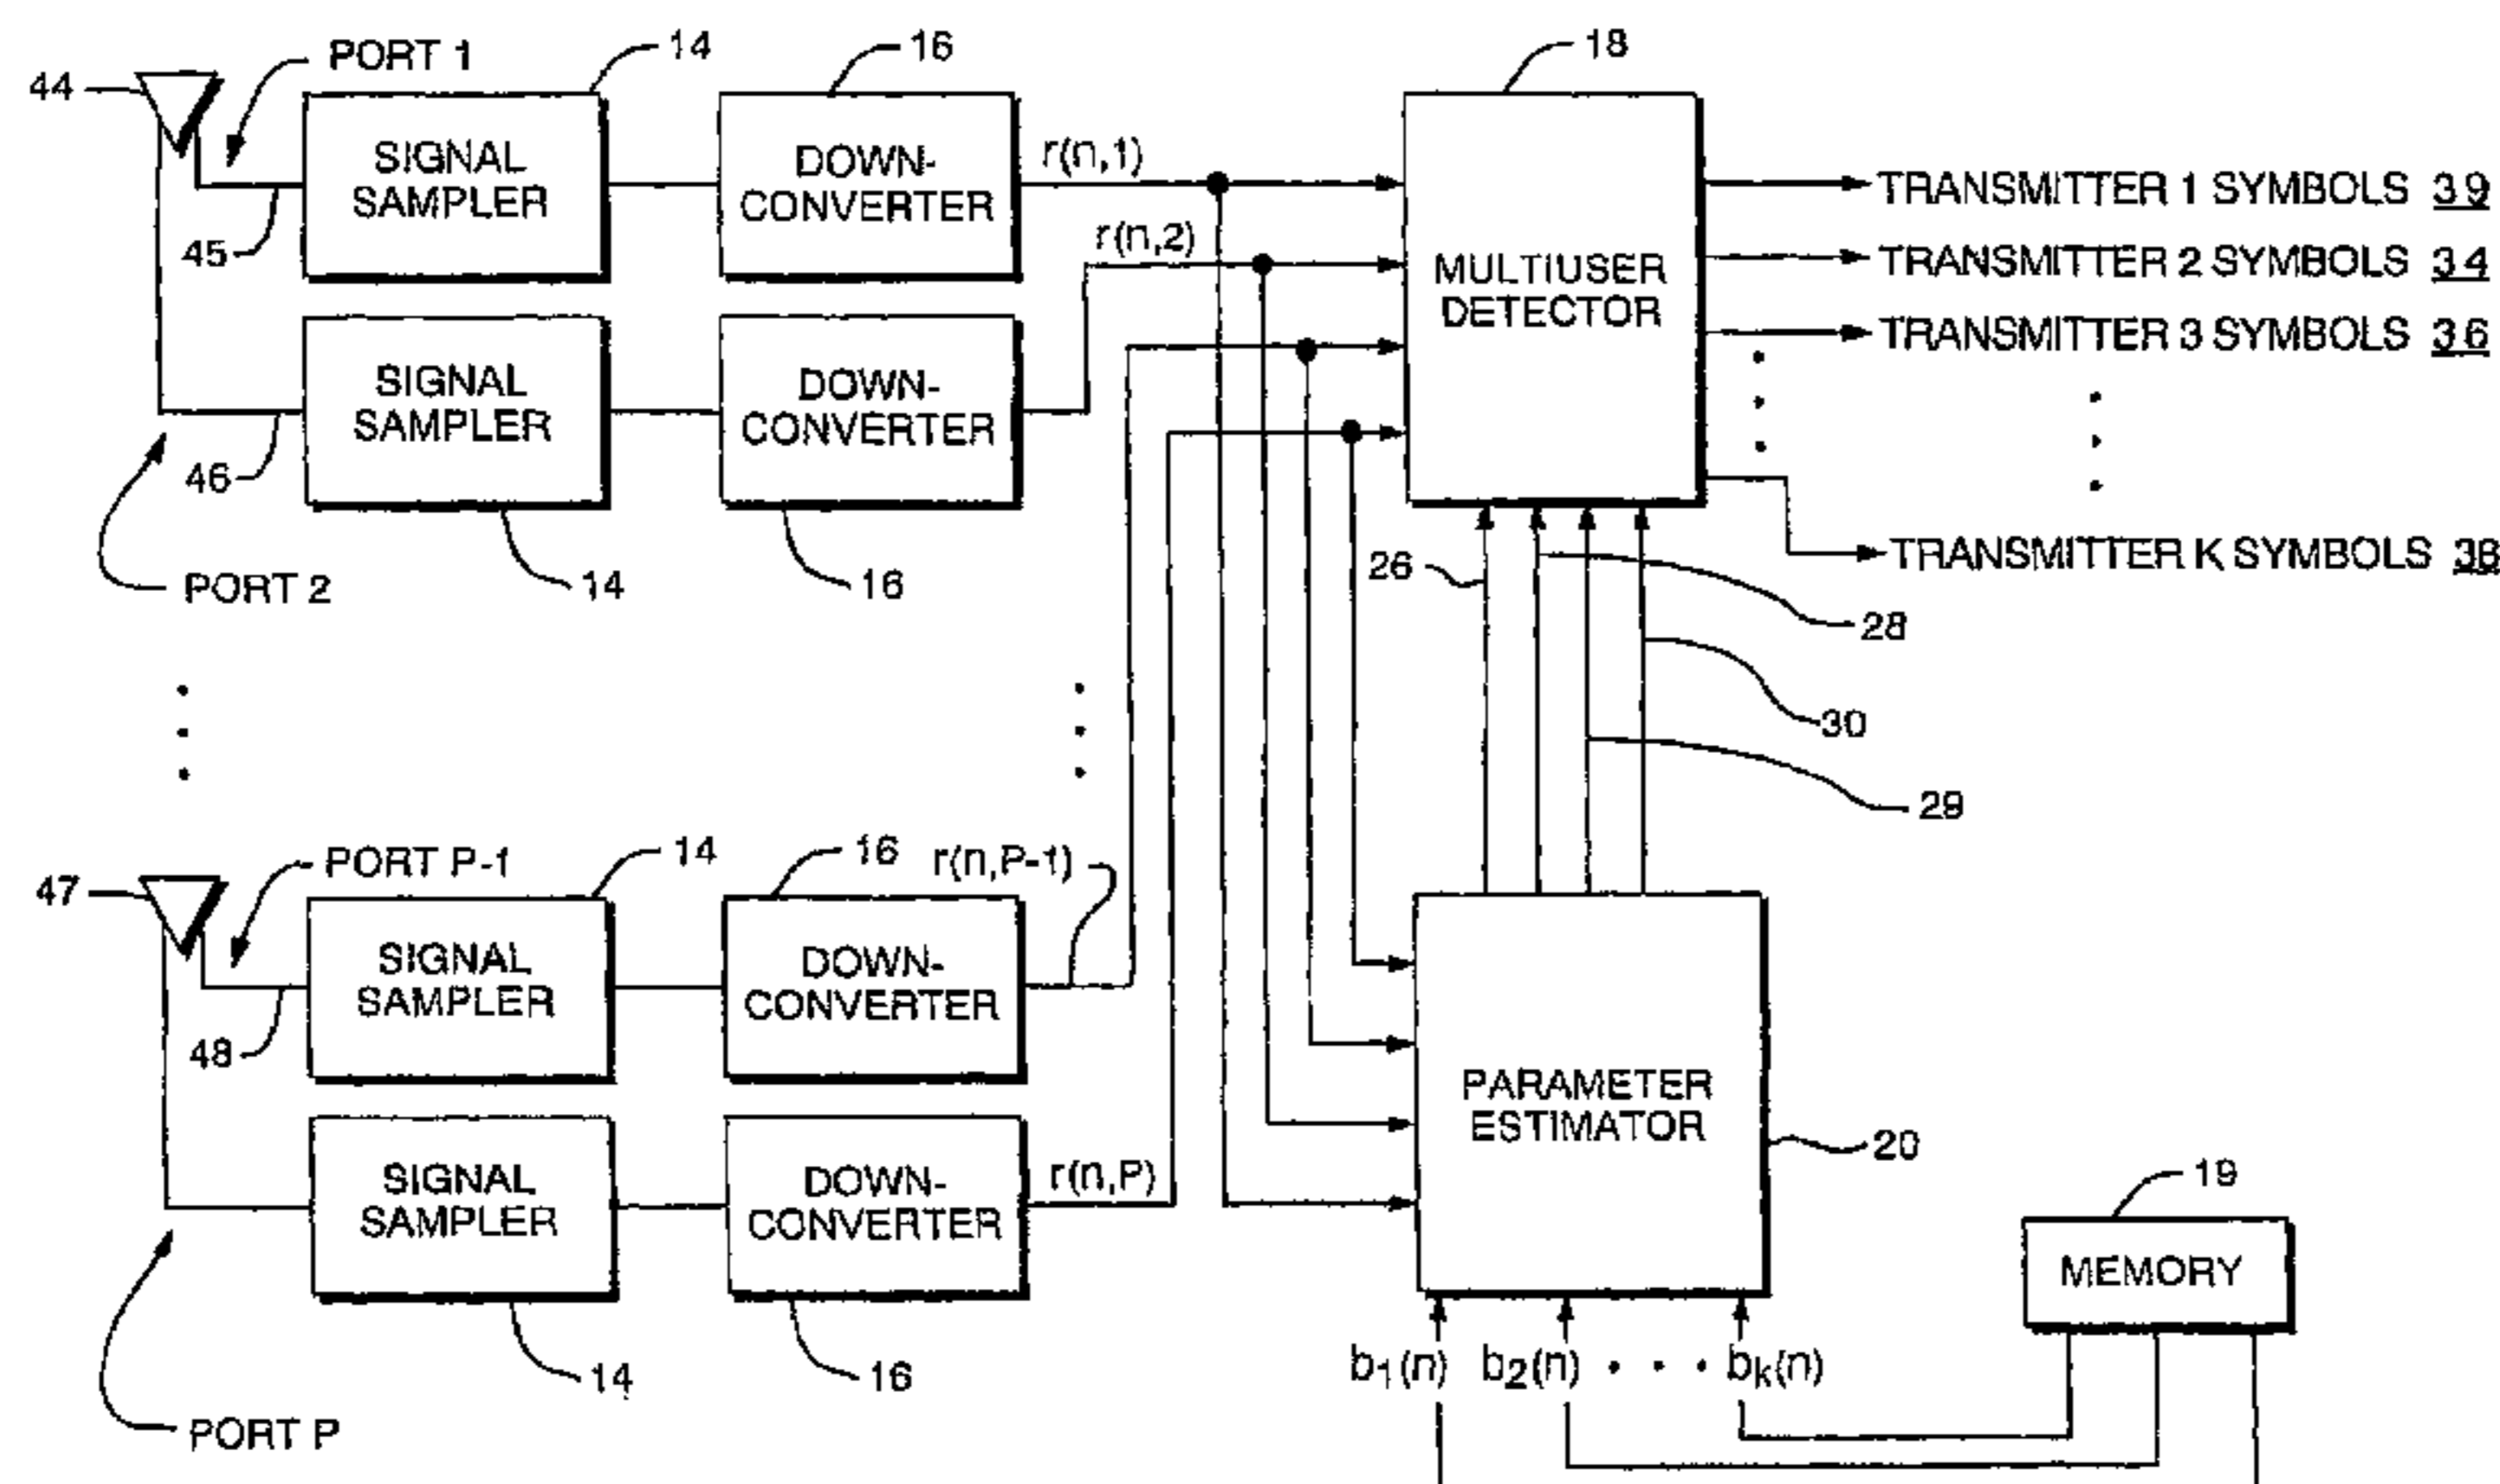 PORT 1
14
16
18
44
SIGNAL
SAMPLER
DOWN-
CONVERTER
r(n,1)
45
r(n,2)
MULTIUSER
DETECTOR
TRANSMITTER 1 SYMBOLS 39
TRANSMITTER 2 SYMBOLS 34
TRANSMITTER 3 SYMBOLS 36
SIGNAL
SAMPLER
DOWN-
CONVERTER
46
PORT 2
14
16
26
TRANSMITTER K SYMBOLS 38
28
30
29
47
PORT P-1
14
16
r(n,P-1)
SIGNAL
SAMPLER
DOWN-
CONVERTER
48
PARAMETER
ESTIMATOR
20
SIGNAL
SAMPLER
DOWN-
CONVERTER
r(n,P)
19
MEMORY
14
16
PORT P
b1(n) b2(n) • • • bk(n)